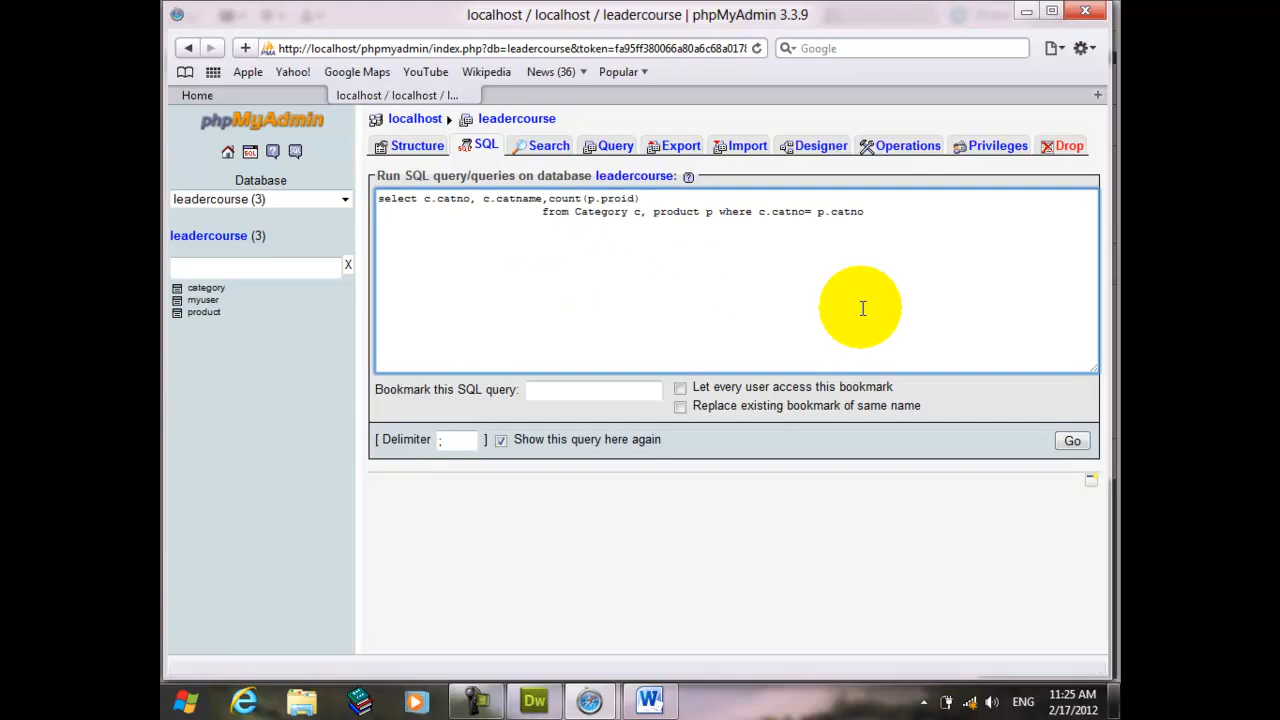 localhost / localhost / leadercourse | phpMyAdmin 3.3.9
http://localhost/phpmyadmin/index.php?db=leadercourse&token=fa95ff380066a80a6c68a0178
Google
Apple Yahoo! Google Maps YouTube Wikipedia News (36) Popular
Home localhost / localhost / l...
phpMyAdmin
localhost leadercourse
Structure SQL Search Query Export Import Designer Operations Privileges Drop
Database
leadercourse (3)
leadercourse (3)
X
category
myuser
product
Run SQL query/queries on database leadercourse:
select c.catno, c.catname,count(p.proid)
from Category c, product p where c.catno= p.catno
Bookmark this SQL query:
Let every user access this bookmark
Replace existing bookmark of same name
[ Delimiter ; ] Show this query here again
Go
Dw
W
ENG
11:25 AM
2/17/2012